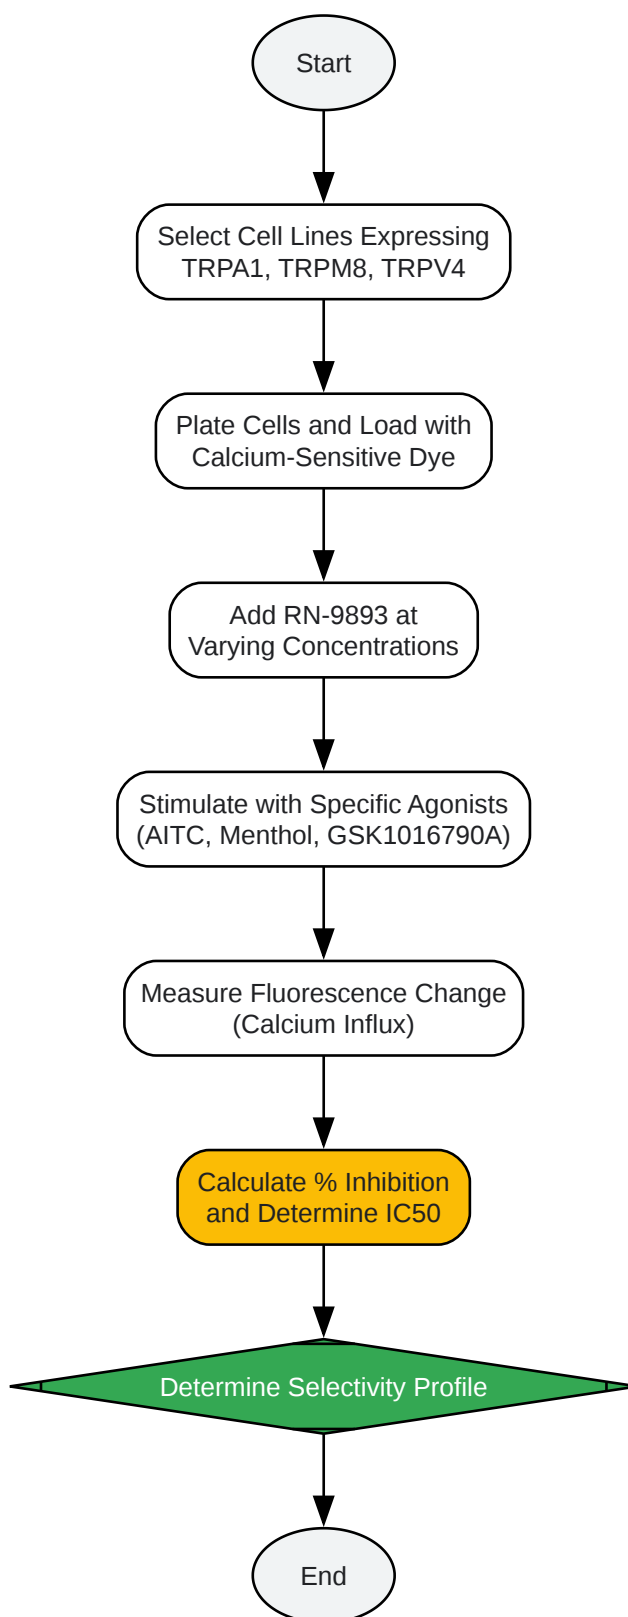 Start
Select Cell Lines Expressing
TRPA1, TRPM8, TRPV4
Plate Cells and Load with
Calcium-Sensitive Dye
Add RN-9893 at
Varying Concentrations
Stimulate with Specific Agonists
(AITC, Menthol, GSK1016790A)
Measure Fluorescence Change
(Calcium Influx)
Calculate % Inhibition
and Determine IC50
Determine Selectivity Profile
End